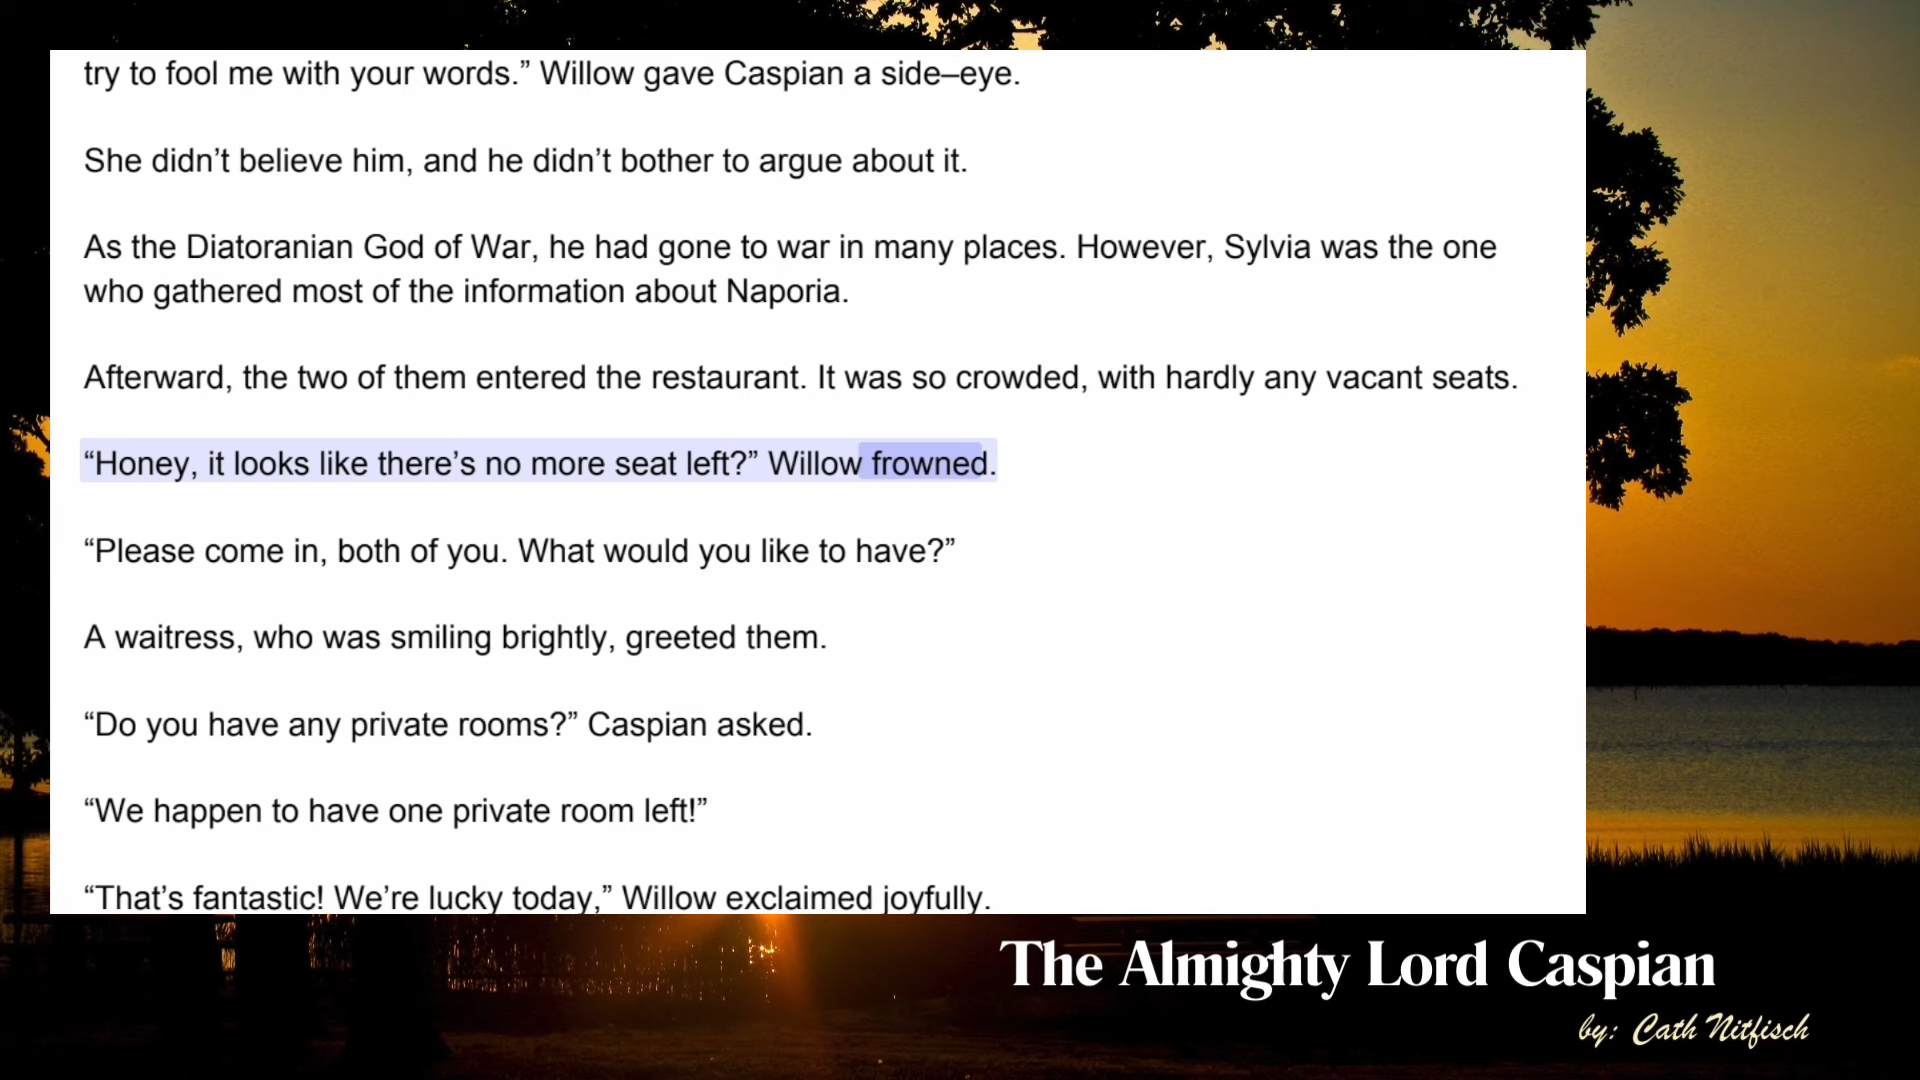 try to fool me with your words.” Willow gave Caspian a side–eye.
She didn’t believe him, and he didn’t bother to argue about it.
As the Diatoranian God of War, he had gone to war in many places. However, Sylvia was the one
who gathered most of the information about Naporia.
Afterward, the two of them entered the restaurant. It was so crowded, with hardly any vacant seats.
“Honey, it looks like there’s no more seat left?” Willow frowned.
“Please come in, both of you. What would you like to have?”
A waitress, who was smiling brightly, greeted them.
“Do you have any private rooms?” Caspian asked.
“We happen to have one private room left!”
“That’s fantastic! We’re lucky today,” Willow exclaimed joyfully.
The Almighty Lord Caspian
by: Cath Nitfisch